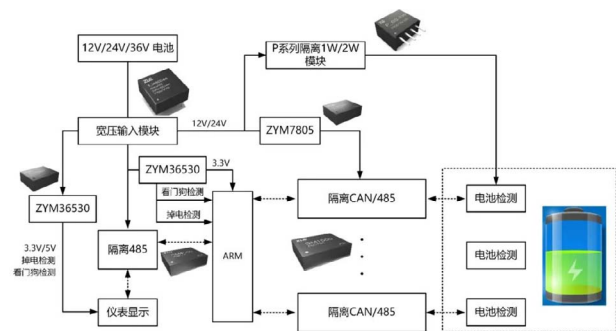 12V/24V/36V 电池
P系列隔离1W/2W
模块
宽压输入模块
12V/24V
ZYM7805
ZYM36530
3.3V
看门狗检测
掉电检测
ARM
隔离CAN/485
电池检测
ZYM36530
3.3V/5V
掉电检测
看门狗检测
隔离485
电池检测
仪表显示
隔离CAN/485
电池检测